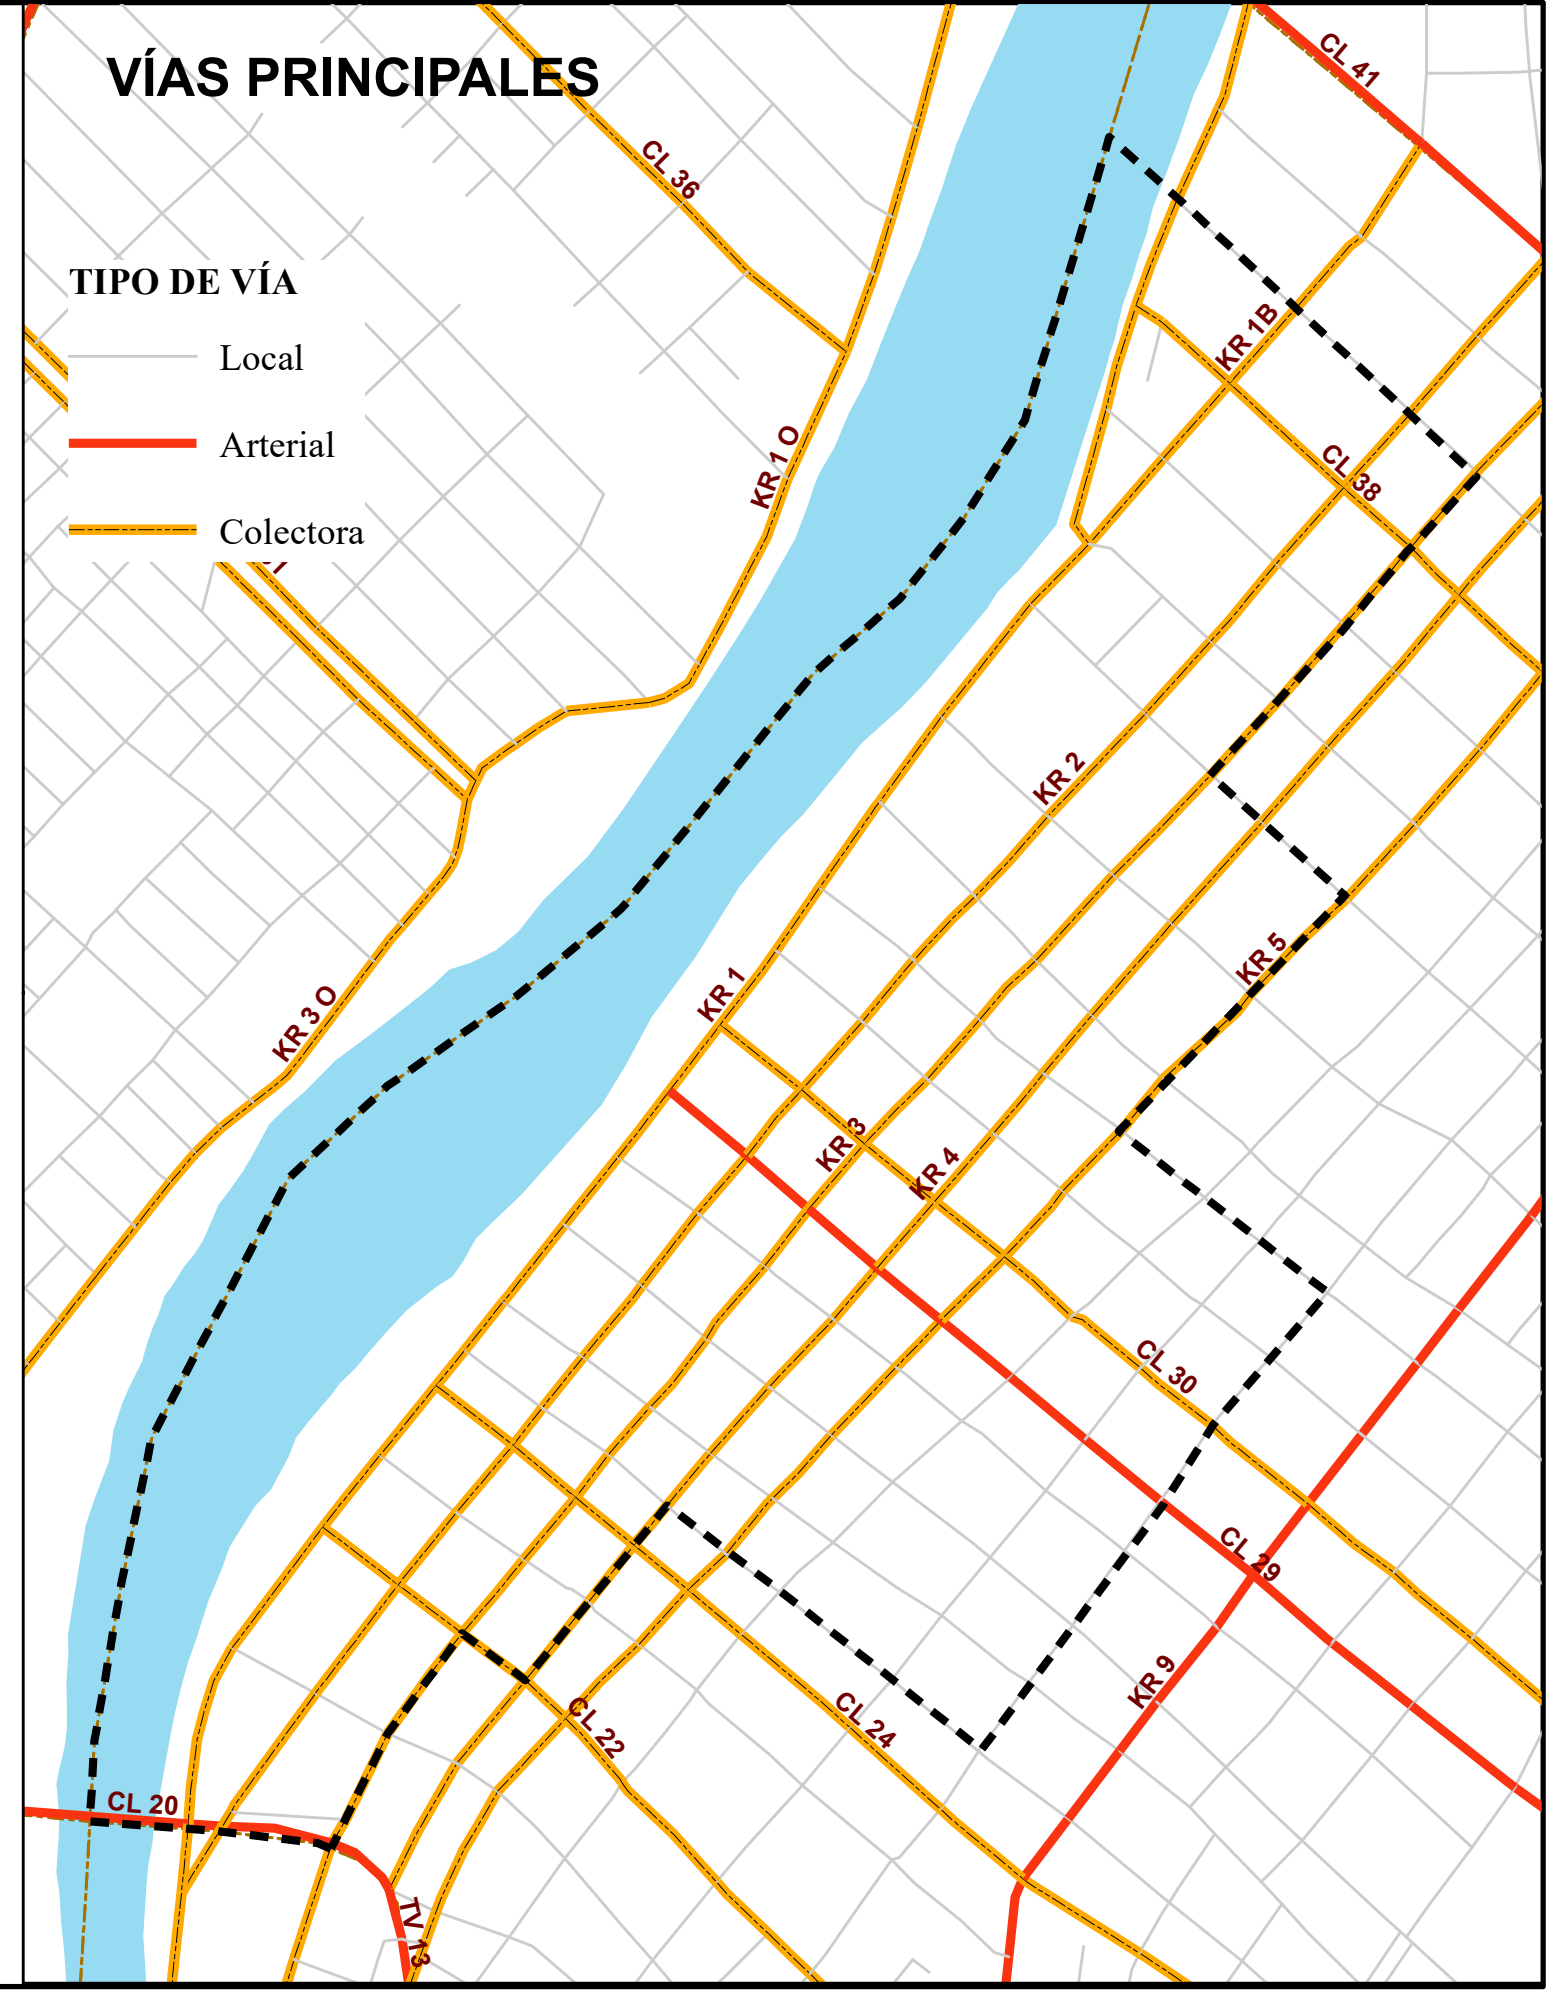 VÍAS PRINCIPALES
CL 41
CL 36
TIPO DE VÍA
Local
Arterial
Colectora
KR 1B
KR 1 O
CL 38
KR 2
KR 5
KR 1
KR 3 O
KR 3
KR 4
CL 30
CL 29
KR 9
CL 22
CL 24
CL 20
TV 13